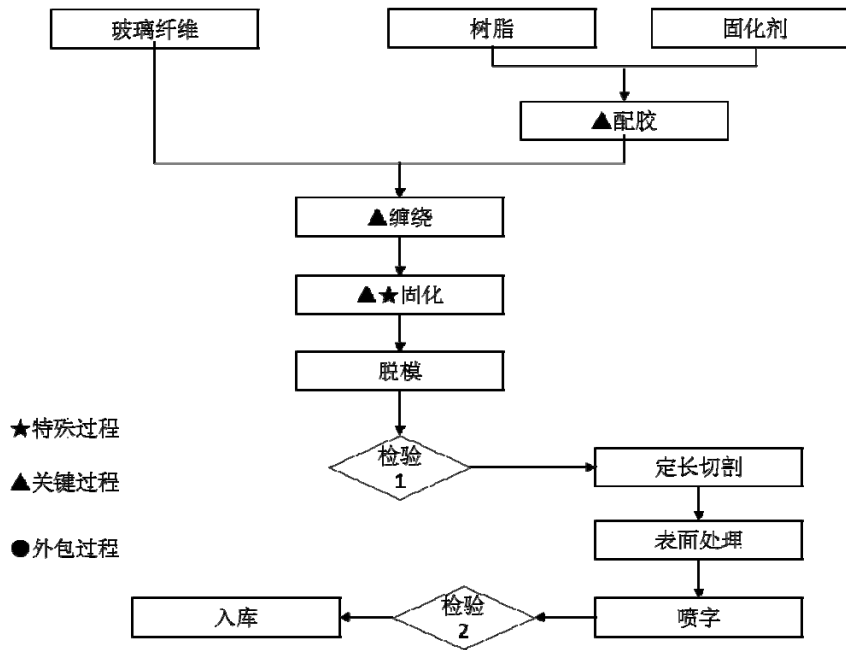 玻璃纤维
树脂
固化剂
▲配胶
▲缠绕
▲★固化
脱模
★特殊过程
检验
1
定长切割
▲关键过程
表面处理
●外包过程
入库
检验
2
喷字